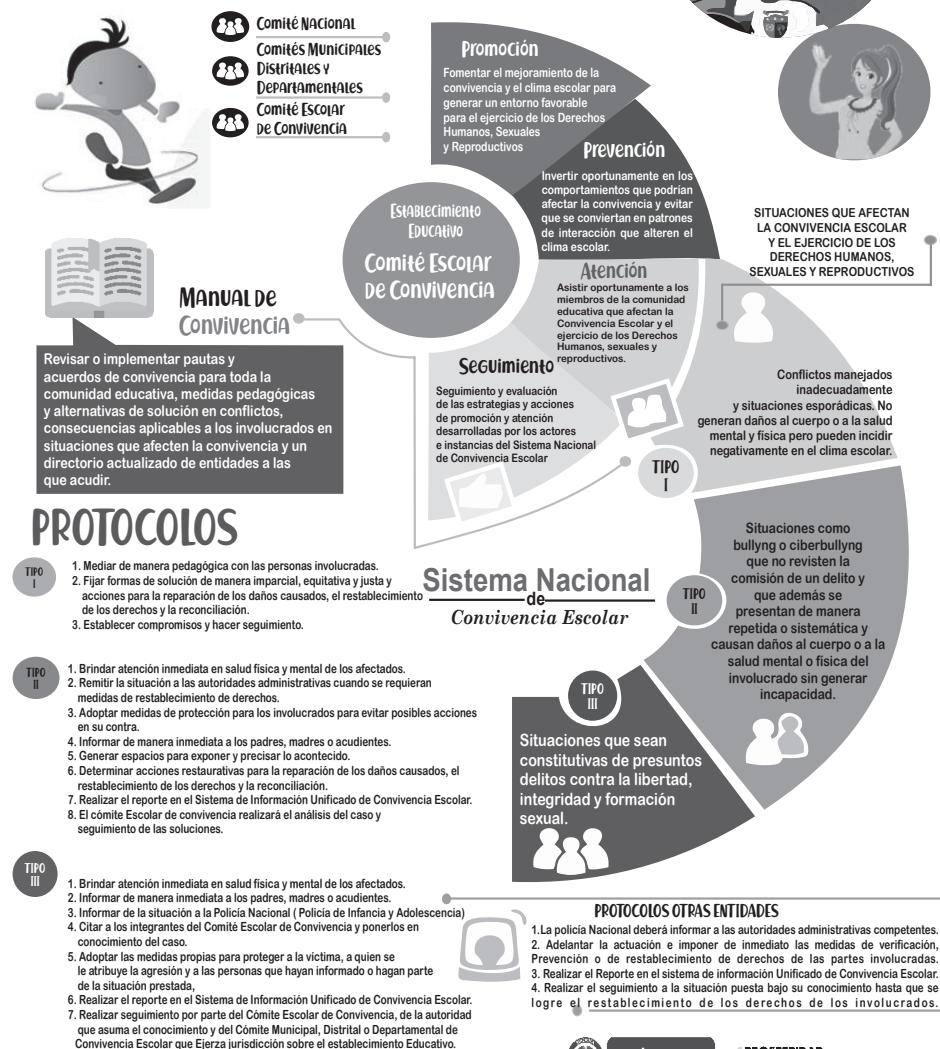 Comité Nacional
Comités Municipales
Distritales y
Departamentales
Comité Escolar
de Convivencia
Promoción
Fomentar el mejoramiento de la
convivencia y el clima escolar para
generar un entorno favorable
para el ejercicio de los Derechos
Humanos, Sexuales
y Reproductivos
Prevención
Invertir oportunamente en los
comportamientos que podrían
afectar la convivencia y evitar
que se conviertan en patrones
de interacción que alteren el
clima escolar.
Establecimiento
Educativo
Comité Escolar
de Convivencia
Atención
Asistir oportunamente a los
miembros de la comunidad
educativa que afectan la
Convivencia Escolar y el
ejercicio de los Derechos
Humanos, sexuales y
reproductivos.
Seguimiento
Seguimiento y evaluación
de las estrategias y acciones
de promoción y atención
desarrolladas por los actores
e instancias del Sistema Nacional
de Convivencia Escolar
SITUACIONES QUE AFECTAN
LA CONVIVENCIA ESCOLAR
Y EL EJERCICIO DE LOS
DERECHOS HUMANOS,
SEXUALES Y REPRODUCTIVOS
Manual de
Convivencia
Revisar o implementar pautas y
acuerdos de convivencia para toda la
comunidad educativa, medidas pedagógicas
y alternativas de solución en conflictos,
consecuencias aplicables a los involucrados en
situaciones que afecten la convivencia y un
directorio actualizado de entidades a las
que acudir.
TIPO
I
Conflictos manejados
inadecuadamente
y situaciones esporádicas. No
generan daños al cuerpo o a la salud
mental y física pero pueden incidir
negativamente en el clima escolar.
TIPO
II
Situaciones como
bullyng o ciberbullyng
que no revisten la
comisión de un delito y
que además se
presentan de manera
repetida o sistemática y
causan daños al cuerpo o a la
salud mental o física del
involucrado sin generar
incapacidad.
TIPO
III
Situaciones que sean
constitutivas de presuntos
delitos contra la libertad,
integridad y formación
sexual.
Sistema Nacional
de
Convivencia Escolar
PROTOCOLOS
TIPO
I
1. Mediar de manera pedagógica con las personas involucradas.
2. Fijar formas de solución de manera imparcial, equitativa y justa y
acciones para la reparación de los daños causados, el restablecimiento
de los derechos y la reconciliación.
3. Establecer compromisos y hacer seguimiento.
TIPO
II
1. Brindar atención inmediata en salud física y mental de los afectados.
2. Remitir la situación a las autoridades administrativas cuando se requieran
medidas de restablecimiento de derechos.
3. Adoptar medidas de protección para los involucrados para evitar posibles acciones
en su contra.
4. Informar de manera inmediata a los padres, madres o acudientes.
5. Generar espacios para exponer y precisar lo acontecido.
6. Determinar acciones restaurativas para la reparación de los daños causados, el
restablecimiento de los derechos y la reconciliación.
7. Realizar el reporte en el Sistema de Información Unificado de Convivencia Escolar.
8. El cómite Escolar de convivencia realizará el análisis del caso y
seguimiento de las soluciones.
TIPO
III
1. Brindar atención inmediata en salud física y mental de los afectados.
2. Informar de manera inmediata a los padres, madres o acudientes.
3. Informar de la situación a la Policía Nacional ( Policía de Infancia y Adolescencia)
4. Citar a los integrantes del Comité Escolar de Convivencia y ponerlos en
conocimiento del caso.
5. Adoptar las medidas propias para proteger a la víctima, a quien se
le atribuye la agresión y a las personas que hayan informado o hagan parte
de la situación prestada,
6. Realizar el reporte en el Sistema de Información Unificado de Convivencia Escolar.
7. Realizar seguimiento por parte del Cómite Escolar de Convivencia, de la autoridad
que asuma el conocimiento y del Cómite Municipal, Distrital o Departamental de
Convivencia Escolar que Ejerza jurisdicción sobre el establecimiento Educativo.
PROTOCOLOS OTRAS ENTIDADES
1.La policía Nacional deberá informar a las autoridades administrativas competentes.
2. Adelantar la actuación e imponer de inmediato las medidas de verificación,
Prevención o de restablecimiento de derechos de las partes involucradas.
3. Realizar el Reporte en el sistema de información Unificado de Convivencia Escolar.
4. Realizar el seguimiento a la situación puesta bajo su conocimiento hasta que se
logre el restablecimiento de los derechos de los involucrados.